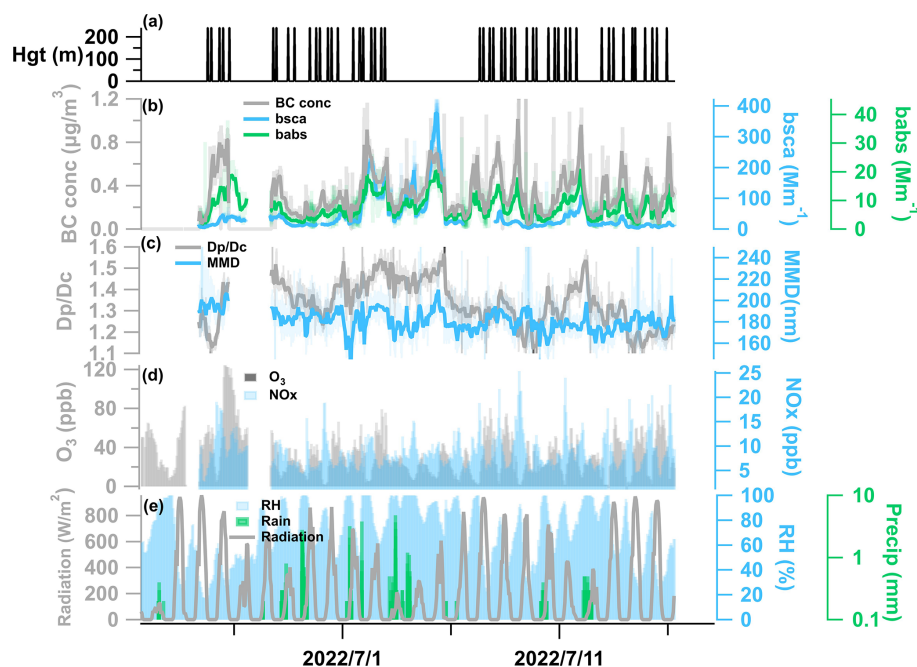 (a)
Hgt (m)
200
100
0
(b)
BC conc
bsca
babs
BC conc (µg/m³)
1.2
0.8
0.4
0.0
bsca (Mm⁻¹)
400
300
200
100
0
babs (Mm⁻¹)
40
30
20
10
0
(c)
Dp/Dc
MMD
Dp/Dc
1.6
1.5
1.4
1.3
1.2
1.1
MMD(nm)
240
220
200
180
160
(d)
O₃
NOx
O₃ (ppb)
120
80
40
0
NOx (ppb)
25
20
15
10
5
(e)
RH
Rain
Radiation
Radiation (W/m²)
800
600
400
200
0
RH (%)
100
80
60
40
20
0
Precip (mm)
10
1
0.1
2022/7/1
2022/7/11